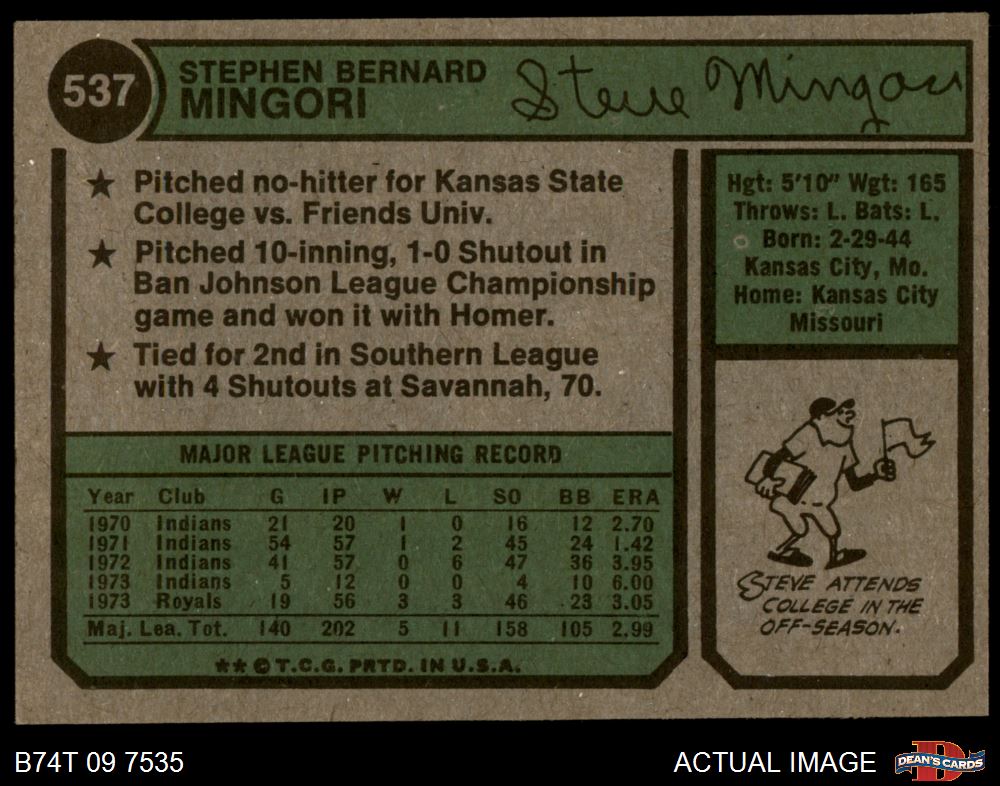 537
STEPHEN BERNARD
MINGORI
Steve Mingori
★ Pitched no-hitter for Kansas State
College vs. Friends Univ.
★ Pitched 10-inning, 1-0 Shutout in
Ban Johnson League Championship
game and won it with Homer.
★ Tied for 2nd in Southern League
with 4 Shutouts at Savannah, 70.
Hgt: 5'10" Wgt: 165
Throws: L. Bats: L.
Born: 2-29-44
Kansas City, Mo.
Home: Kansas City
Missouri
MAJOR LEAGUE PITCHING RECORD
Year Club G IP W L SO BB ERA
1970 Indians 21 20 1 0 16 12 2.70
1971 Indians 54 57 1 2 45 24 1.42
1972 Indians 41 57 0 6 47 36 3.95
1973 Indians 5 12 0 0 4 10 6.00
1973 Royals 19 56 3 3 46 23 3.05
Maj. Lea. Tot. 140 202 5 11 158 105 2.99
★★ © T.C.G. PRTD. IN U.S.A.
STEVE ATTENDS
COLLEGE IN THE
OFF-SEASON.
B74T 09 7535
ACTUAL IMAGE
D
DEAN'S CARDS